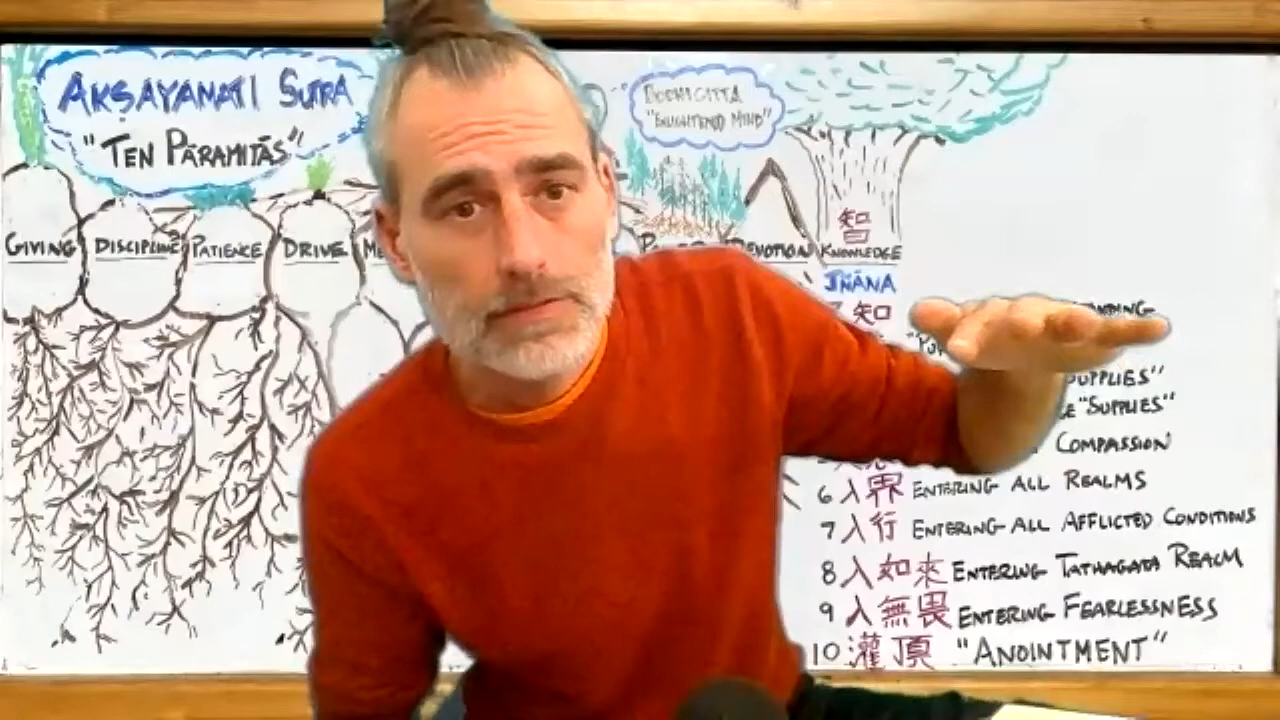 AKṢAYAMATI SUTRA
"TEN PĀRAMITĀS"
BODHICITTA
"ENLIGHTENED MIND"
GIVING
DISCIPLINE
PATIENCE
DRIVE
DEVOTION
智
KNOWLEDGE
JÑĀNA
知
SUPPLIES"
"SUPPLIES"
COMPASSION
6 入界 ENTERING ALL REALMS
7 入行 ENTERING ALL AFFLICTED CONDITIONS
8 入如來 ENTERING TATHAGATA REALM
9 入無畏 ENTERING FEARLESSNESS
10 灌頂 "ANOINTMENT"